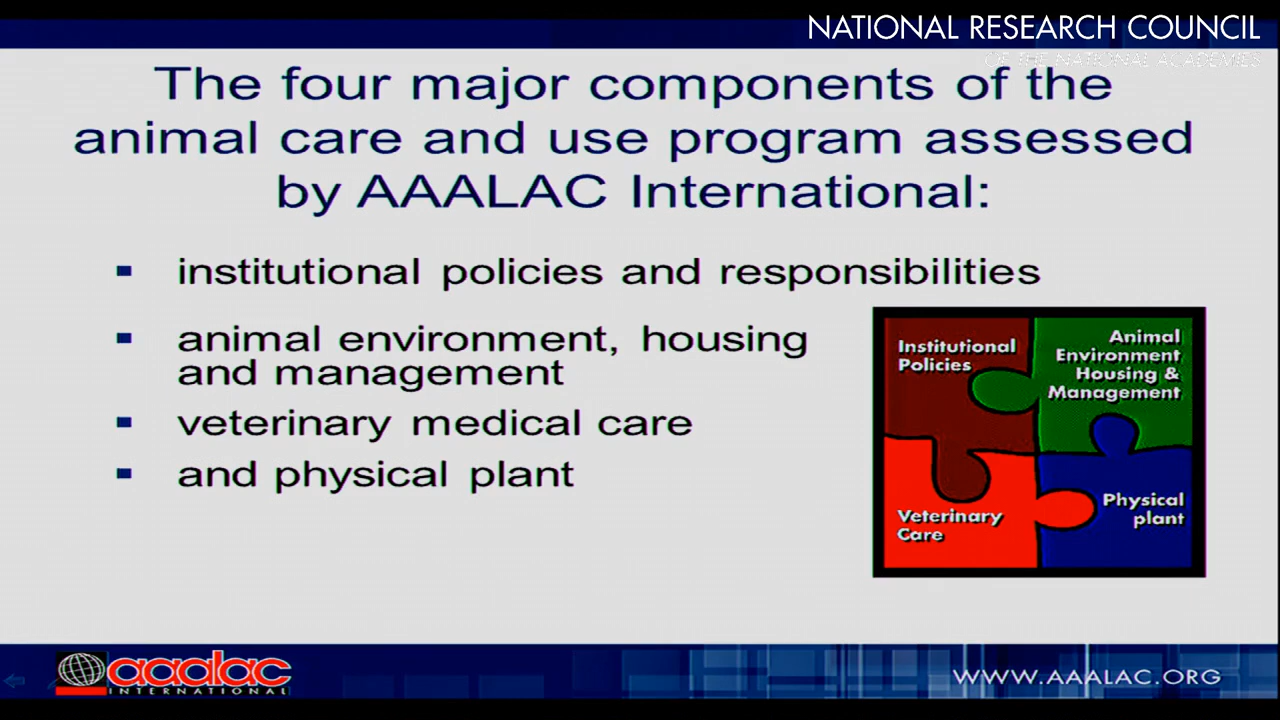 NATIONAL RESEARCH COUNCIL
OF THE NATIONAL ACADEMIES
The four major components of the
animal care and use program assessed
by AAALAC International:
institutional policies and responsibilities
animal environment, housing
and management
veterinary medical care
and physical plant
Institutional
Policies
Animal
Environment
Housing &
Management
Veterinary
Care
Physical
plant
aaalac
INTERNATIONAL
WWW.AAALAC.ORG